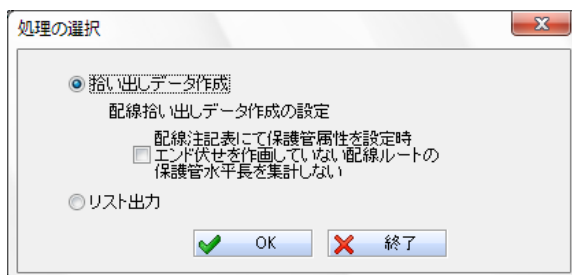 処理の選択
拾い出しデータ作成
配線拾い出しデータ作成の設定
配線注記表にて保護管属性を設定時
エンド伏せを作画していない配線ルートの
保護管水平長を集計しない
リスト出力
OK 終了